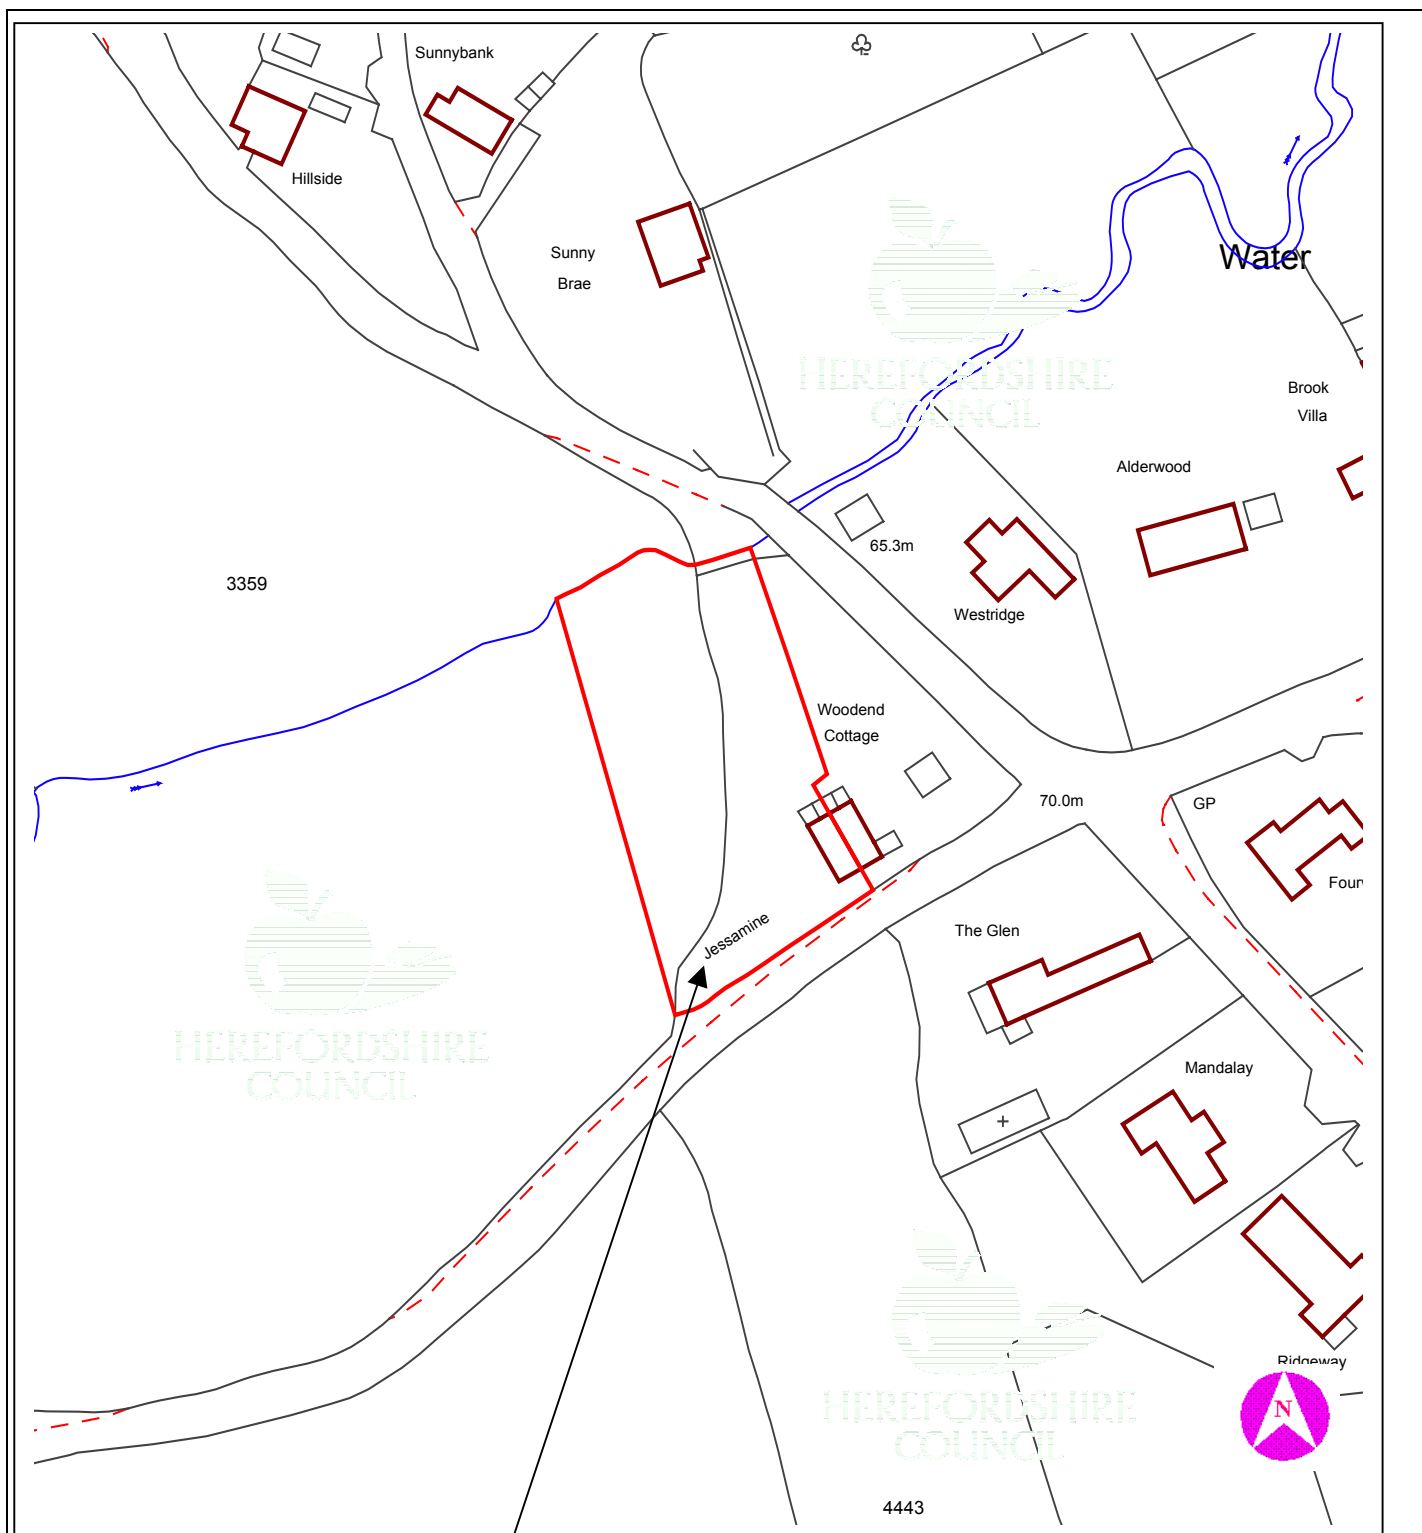 Sunnybank
Hillside
Sunny
Brae
Water
HEREFORDSHIRE
COUNCIL
Brook
Villa
Alderwood
65.3m
3359
Westridge
Woodend
Cottage
70.0m
GP
Four
Jessamine
The Glen
HEREFORDSHIRE
COUNCIL
Mandalay
Ridgeway
HEREFORDSHIRE
COUNCIL
N
4443